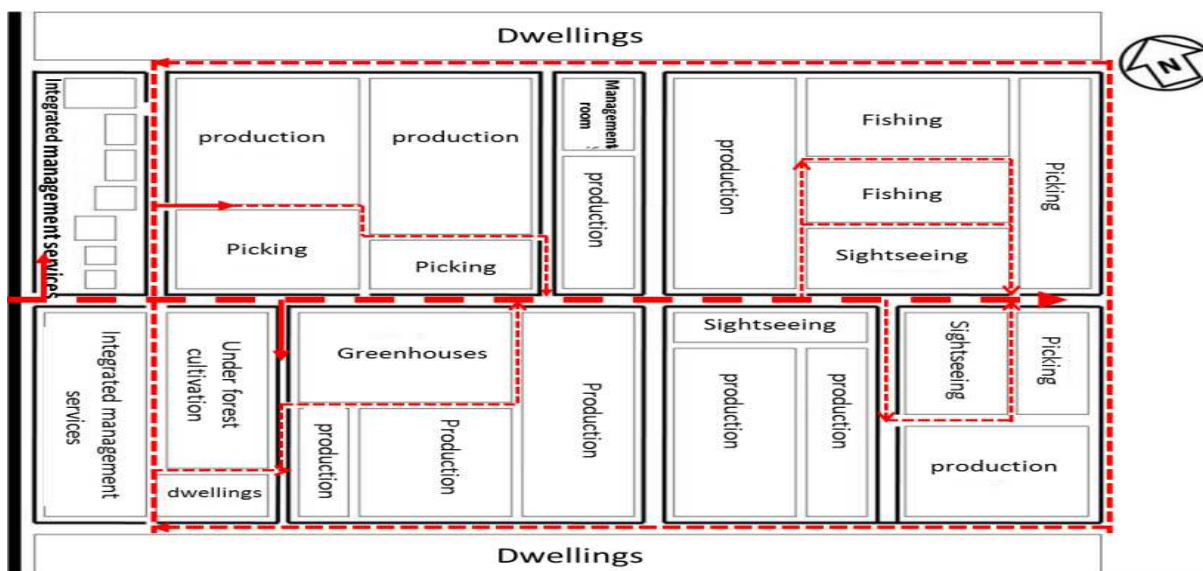 Dwellings
N
Integrated management services
production
production
Management
room
production
production
Fishing
Fishing
Sightseeing
Picking
Picking
Picking
Integrated management
services
Under forest
cultivation
dwellings
Greenhouses
production
Production
Production
Sightseeing
production
production
Sightseeing
Picking
production
Dwellings